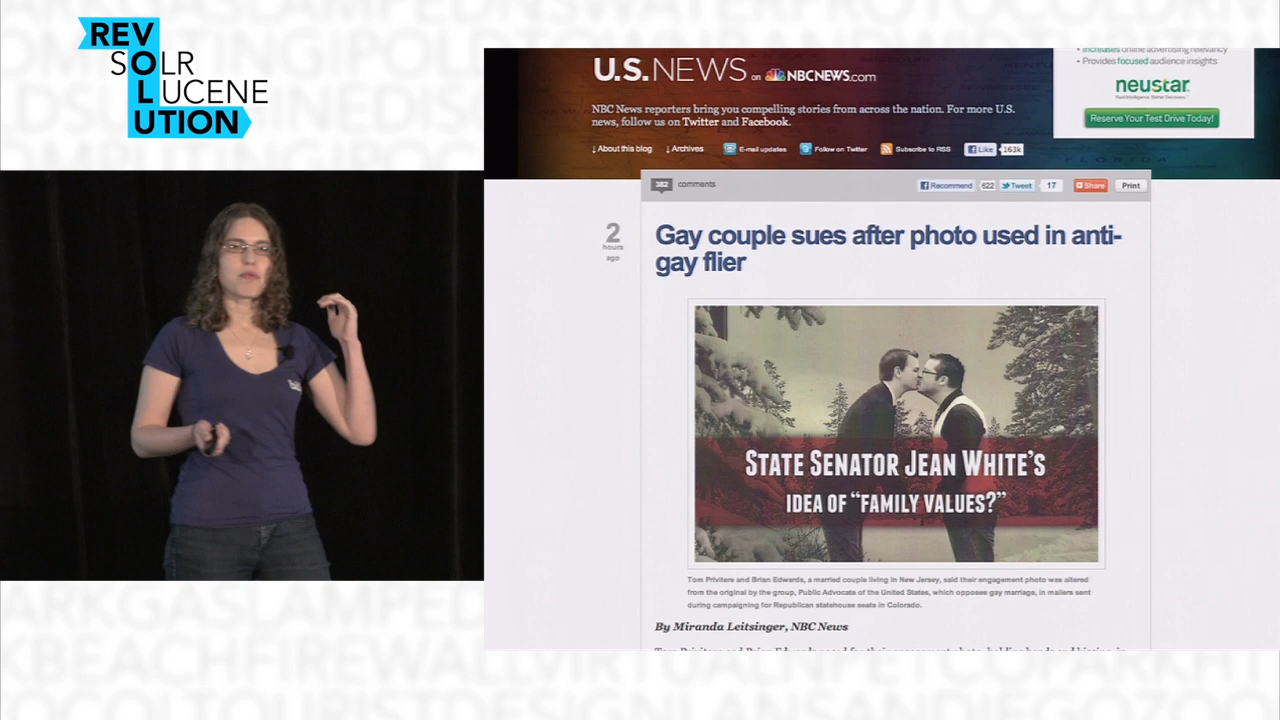 REV
SOLR
LUCENE
UTION
U.S. NEWS on NBCNEWS.com
NBC News reporters bring you compelling stories from across the nation. For more U.S.
news, follow us on Twitter and Facebook.
↓ About this blog ↓ Archives E-mail updates Follow on Twitter Subscribe to RSS Like 163k
• Increases online advertising relevancy
• Provides focused audience insights
neustar
Reserve Your Test Drive Today!
FLORIDA
382 comments
Recommend 622 Tweet 17 Share Print
2
hours
ago
Gay couple sues after photo used in anti-
gay flier
STATE SENATOR JEAN WHITE'S
IDEA OF "FAMILY VALUES?"
Tom Privitere and Brian Edwards, a married couple living in New Jersey, said their engagement photo was altered
from the original by the group, Public Advocate of the United States, which opposes gay marriage, in mailers sent
during campaigning for Republican statehouse seats in Colorado.
By Miranda Leitsinger, NBC News